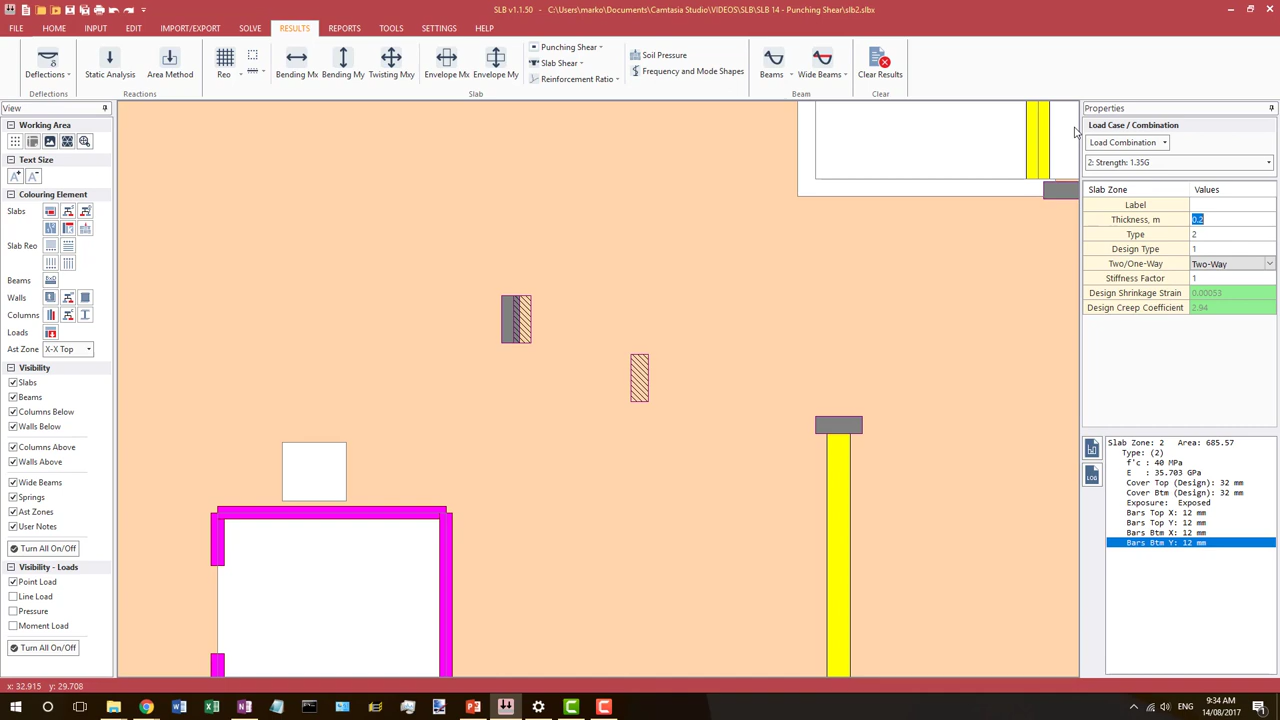 SLB v1.1.50 - C:\Users\marko\Documents\Camtasia Studio\VIDEOS\SLB\SLB 14 - Punching Shear\slb2.slbx
FILE HOME INPUT EDIT IMPORT/EXPORT SOLVE RESULTS REPORTS TOOLS SETTINGS HELP
Punching Shear
Soil Pressure
Slab Shear
Frequency and Mode Shapes
Deflections Static Analysis Area Method Reo Bending Mx Bending My Twisting Mxy Envelope Mx Envelope My Reinforcement Ratio Beams Wide Beams Clear Results
Deflections Reactions Slab Beam Clear
View
Working Area
Text Size
A+ A-
Colouring Element
Slabs
Slab Reo
Beams
Walls
Columns
Loads
Ast Zone X-X Top
Visibility
Slabs
Beams
Columns Below
Walls Below
Columns Above
Walls Above
Wide Beams
Springs
Ast Zones
User Notes
Turn All On/Off
Visibility - Loads
Point Load
Line Load
Pressure
Moment Load
Turn All On/Off
Properties
Load Case / Combination
Load Combination
2: Strength: 1.35G
Slab Zone Values
Label
Thickness, m 0.2
Type 2
Design Type 1
Two/One-Way Two-Way
Stiffness Factor 1
Design Shrinkage Strain 0.00053
Design Creep Coefficient 2.94
LOG
Slab Zone: 2 Area: 685.57
Type: (2)
f'c : 40 MPa
E : 35.703 GPa
Cover Top (Design): 32 mm
Cover Btm (Design): 32 mm
Exposure: Exposed
Bars Top X: 12 mm
Bars Top Y: 12 mm
Bars Btm X: 12 mm
Bars Btm Y: 12 mm
x: 32.915 y: 29.708
ENG
9:34 AM
14/08/2017